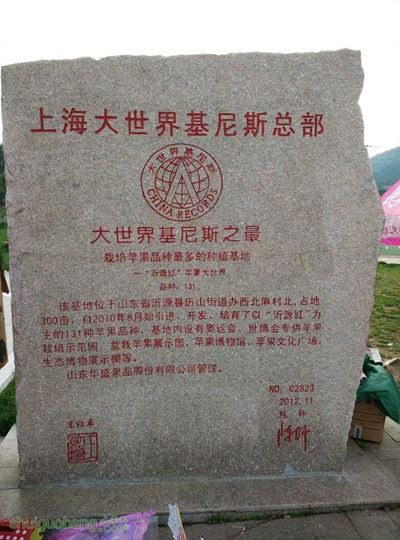 上海大世界基尼斯总部
大世界基尼斯
CHINA RECORDS
大世界基尼斯之最
栽培苹果品种最多的种植基地
—“沂源红”苹果大世界
品种：131
该基地位于山东省沂源县历山街道办西北麻村北，占地
300亩，自2010年8月始引进、开发、培育了以“沂源红”为
主的131种苹果品种，基地内设有奥运会、世博会专供苹果
栽培示范园、盆栽苹果展示园、苹果博物馆、苹果文化广场、
生态博物展示棚等。
山东华盛果品股份有限公司管理。
NO：02823
2012.11